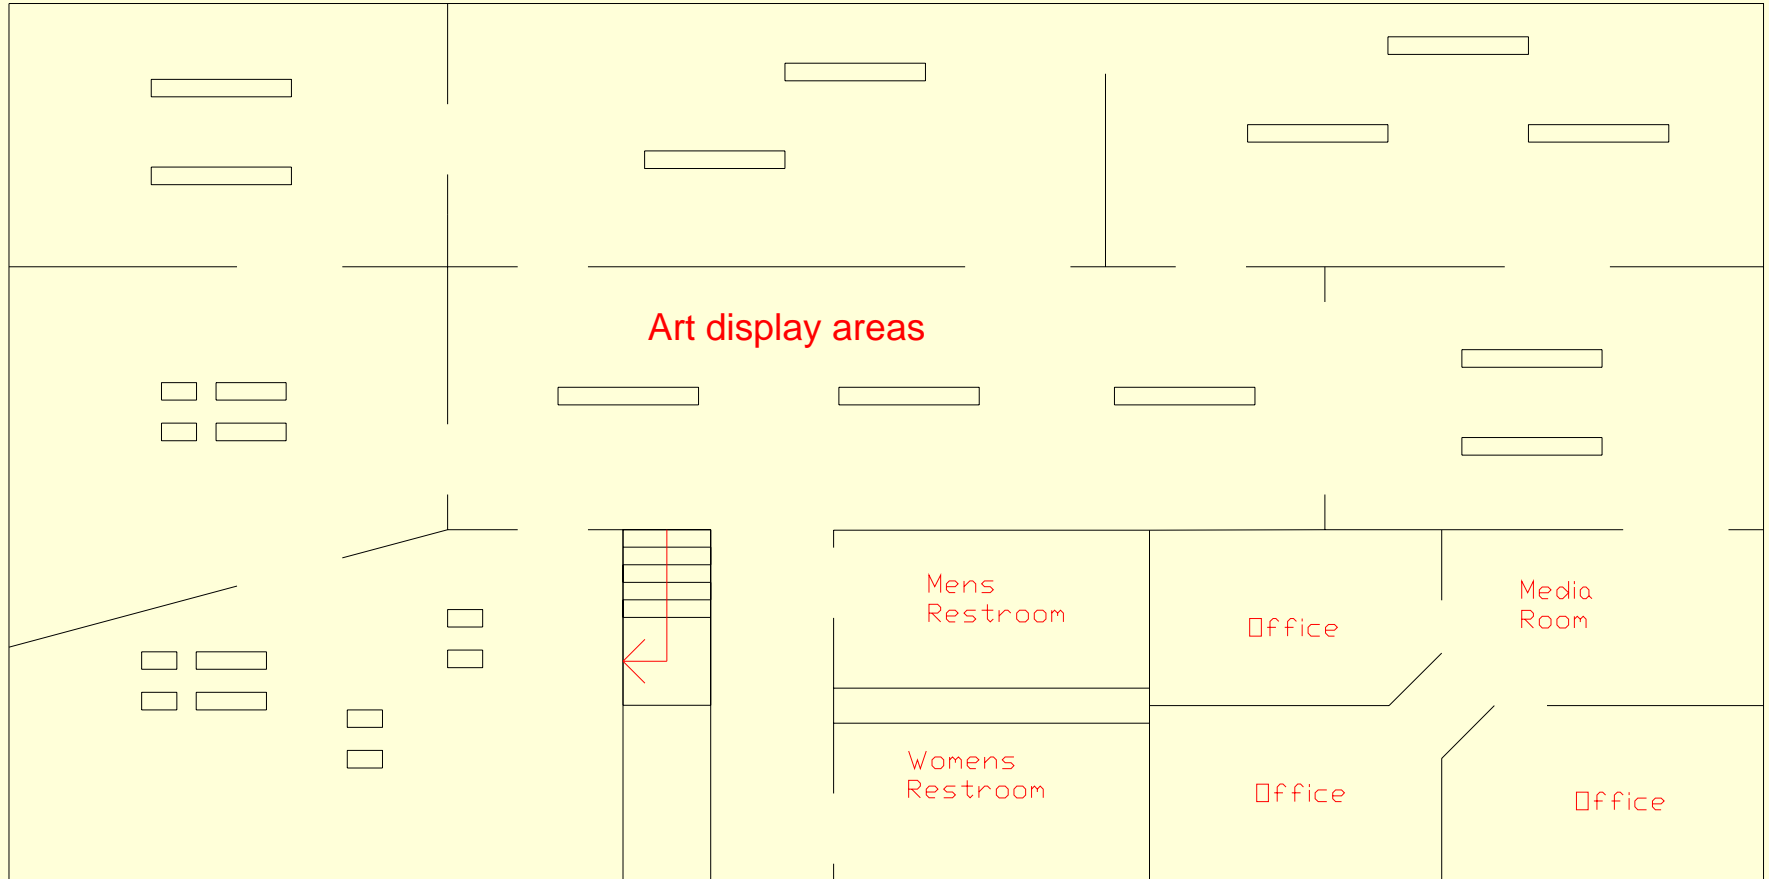 Art display areas
Mens
Restroom
Office
Media
Room
Womens
Restroom
Office
Office